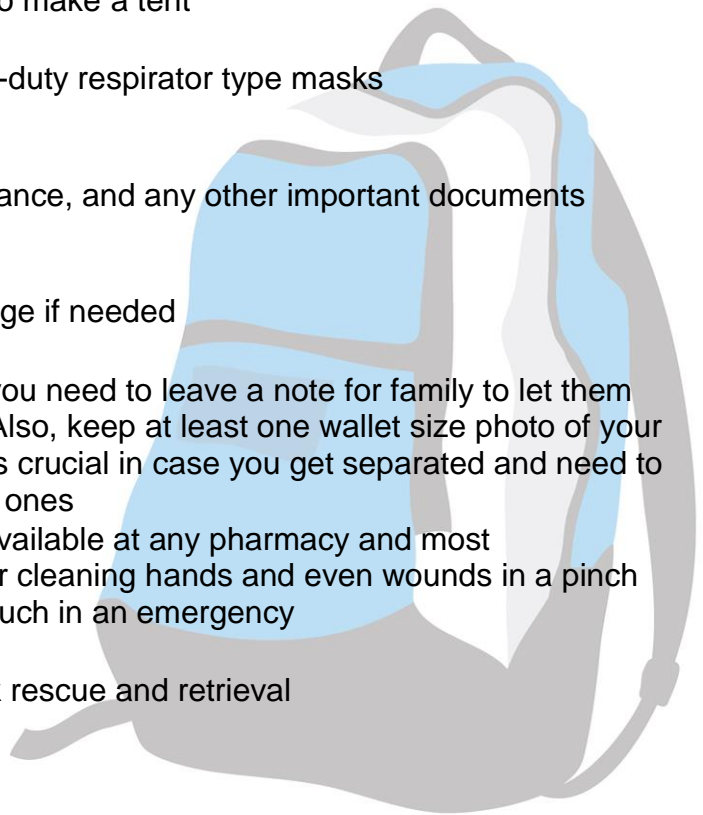 o make a tent
-duty respirator type masks
ance, and any other important documents
ge if needed
you need to leave a note for family to let them
Also, keep at least one wallet size photo of your
s crucial in case you get separated and need to
ones
vailable at any pharmacy and most
r cleaning hands and even wounds in a pinch
uch in an emergency
rescue and retrieval